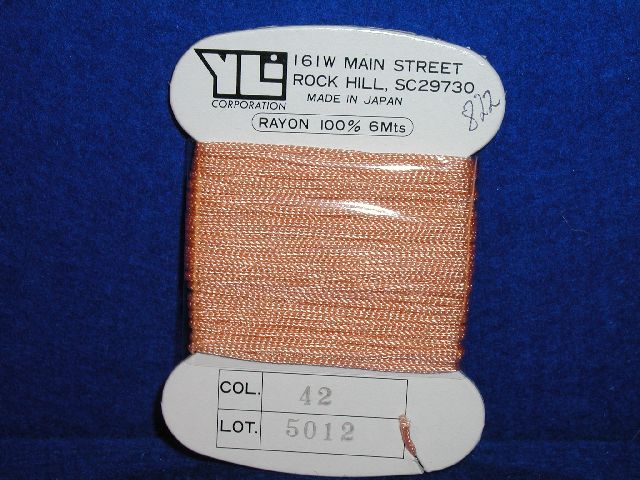 YLI
CORPORATION
161W MAIN STREET
ROCK HILL, SC29730
MADE IN JAPAN
RAYON 100% 6Mts
822
COL. 42
LOT. 5012